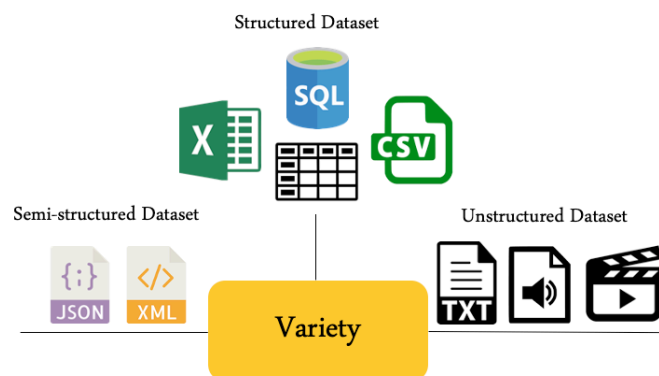 Structured Dataset
SQL
X
CSV
Semi-structured Dataset
Unstructured Dataset
{;}
JSON
</>
XML
TXT
Variety